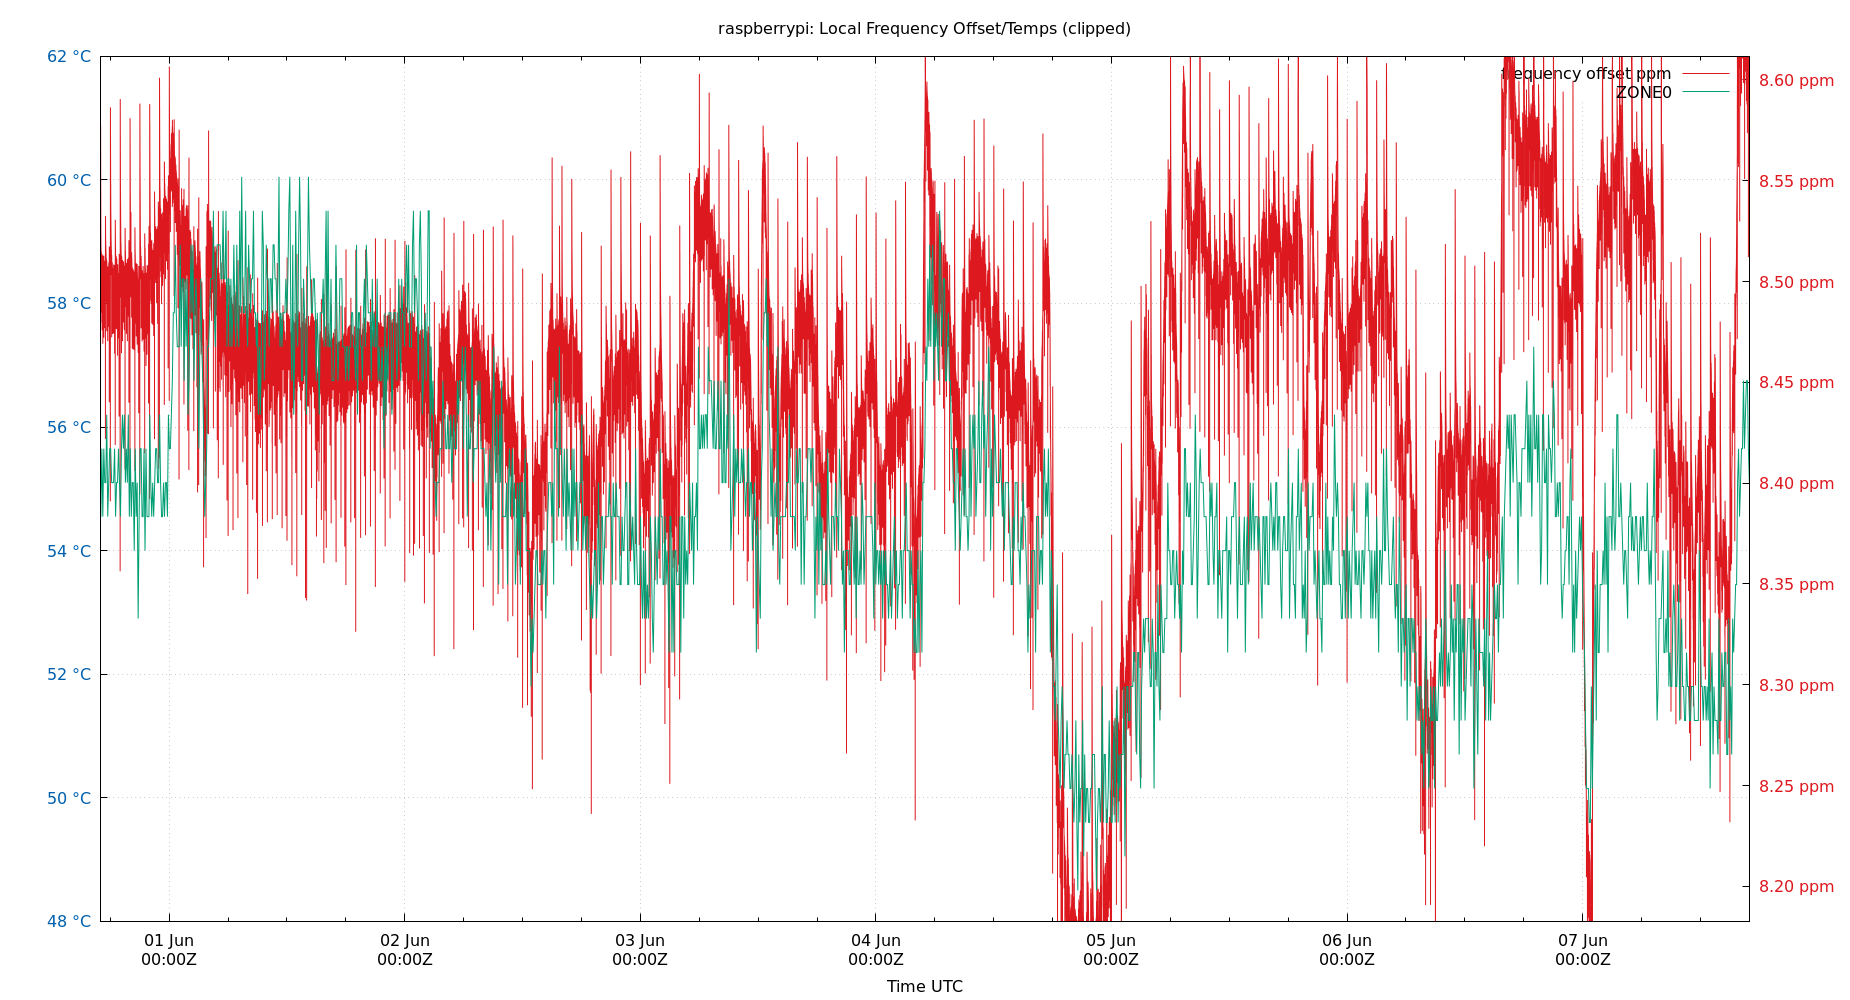 raspberrypi: Local Frequency Offset/Temps (clipped)
62 °C
60 °C
58 °C
56 °C
54 °C
52 °C
50 °C
48 °C
frequency offset ppm
ZONE0
8.60 ppm
8.55 ppm
8.50 ppm
8.45 ppm
8.40 ppm
8.35 ppm
8.30 ppm
8.25 ppm
8.20 ppm
01 Jun
00:00Z
02 Jun
00:00Z
03 Jun
00:00Z
04 Jun
00:00Z
05 Jun
00:00Z
06 Jun
00:00Z
07 Jun
00:00Z
Time UTC